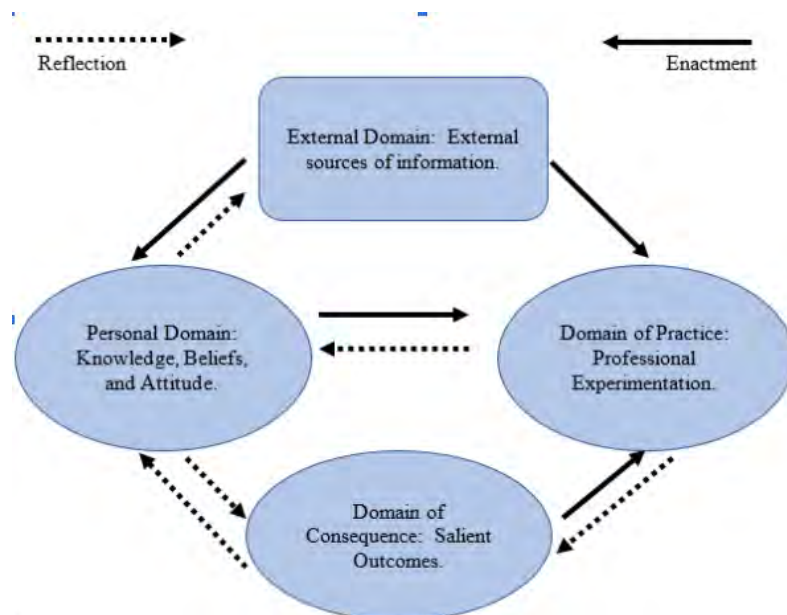 Reflection
Enactment
External Domain: External
sources of information.
Personal Domain:
Knowledge, Beliefs,
and Attitude.
Domain of Practice:
Professional
Experimentation.
Domain of
Consequence: Salient
Outcomes.